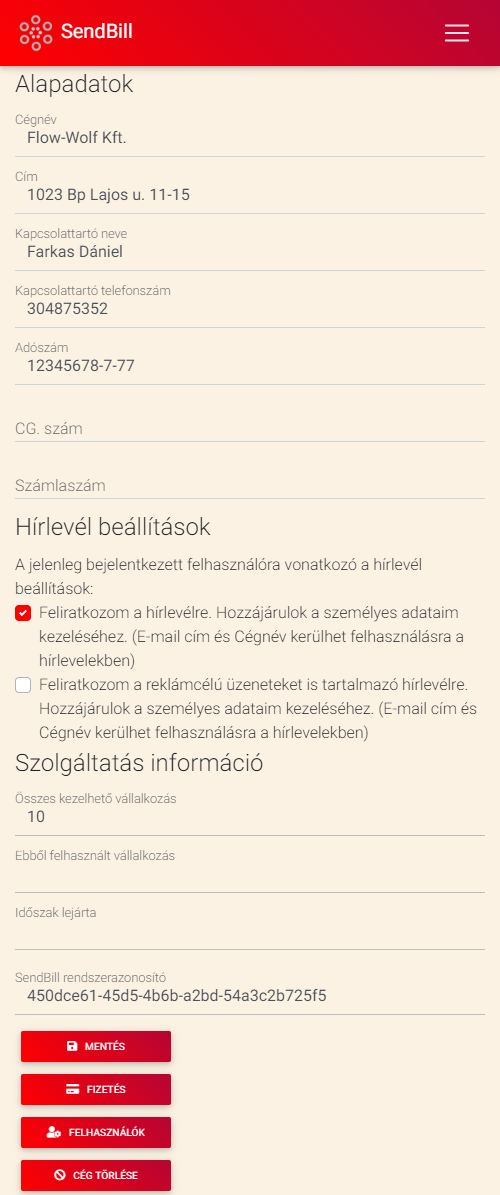 SendBill
Alapadatok
Cégnév
Flow-Wolf Kft.
Cím
1023 Bp Lajos u. 11-15
Kapcsolattartó neve
Farkas Dániel
Kapcsolattartó telefonszám
304875352
Adószám
12345678-7-77
CG. szám
Számlaszám
Hírlevél beállítások
A jelenleg bejelentkezett felhasználóra vonatkozó a hírlevél
beállítások:
Feliratkozom a hírlevélre. Hozzájárulok a személyes adataim
kezeléséhez. (E-mail cím és Cégnév kerülhet felhasználásra a
hírlevelekben)
Feliratkozom a reklámcélú üzeneteket is tartalmazó hírlevélre.
Hozzájárulok a személyes adataim kezeléséhez. (E-mail cím és
Cégnév kerülhet felhasználásra a hírlevelekben)
Szolgáltatás információ
Összes kezelhető vállalkozás
10
Ebből felhasznált vállalkozás
Időszak lejárta
SendBill rendszerazonosító
450dce61-45d5-4b6b-a2bd-54a3c2b725f5
MENTÉS
FIZETÉS
FELHASZNÁLÓK
CÉG TÖRLÉSE